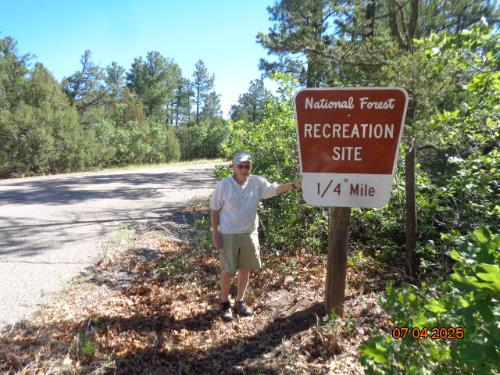 National Forest
RECREATION
SITE
1/4 Mile
07 04 2025